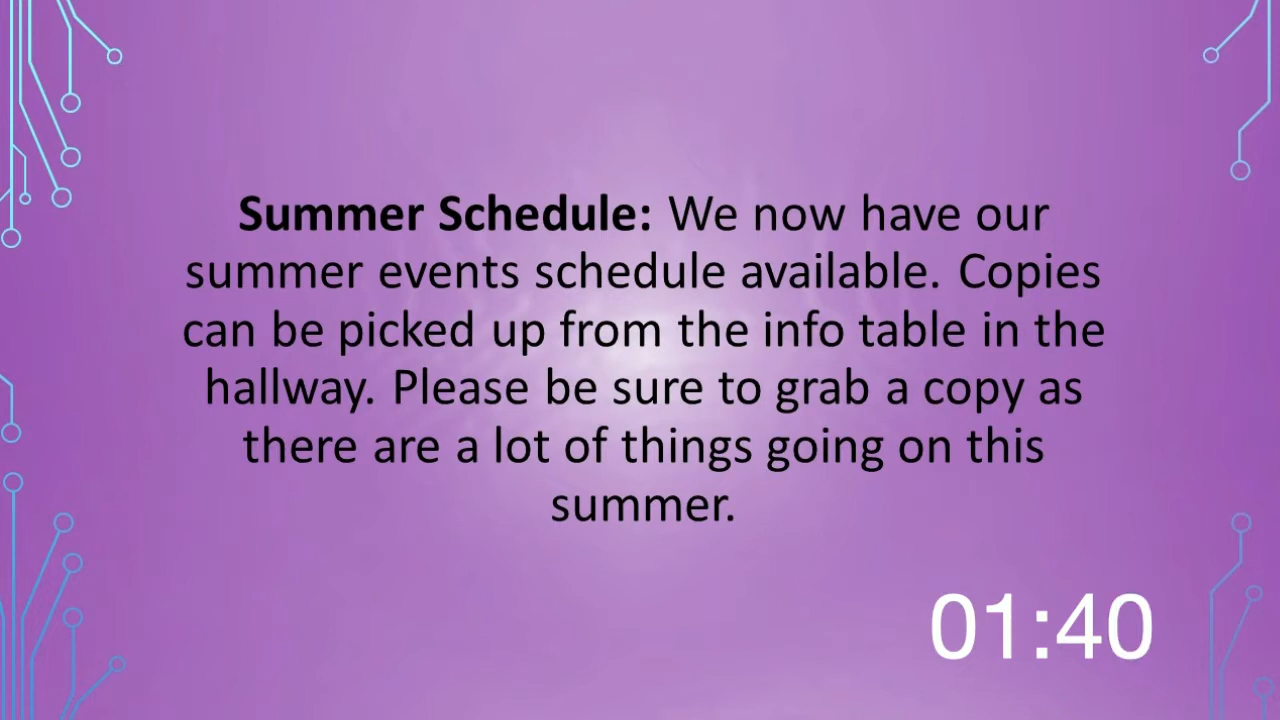 Summer Schedule: We now have our
summer events schedule available. Copies
can be picked up from the info table in the
hallway. Please be sure to grab a copy as
there are a lot of things going on this
summer.
01:40